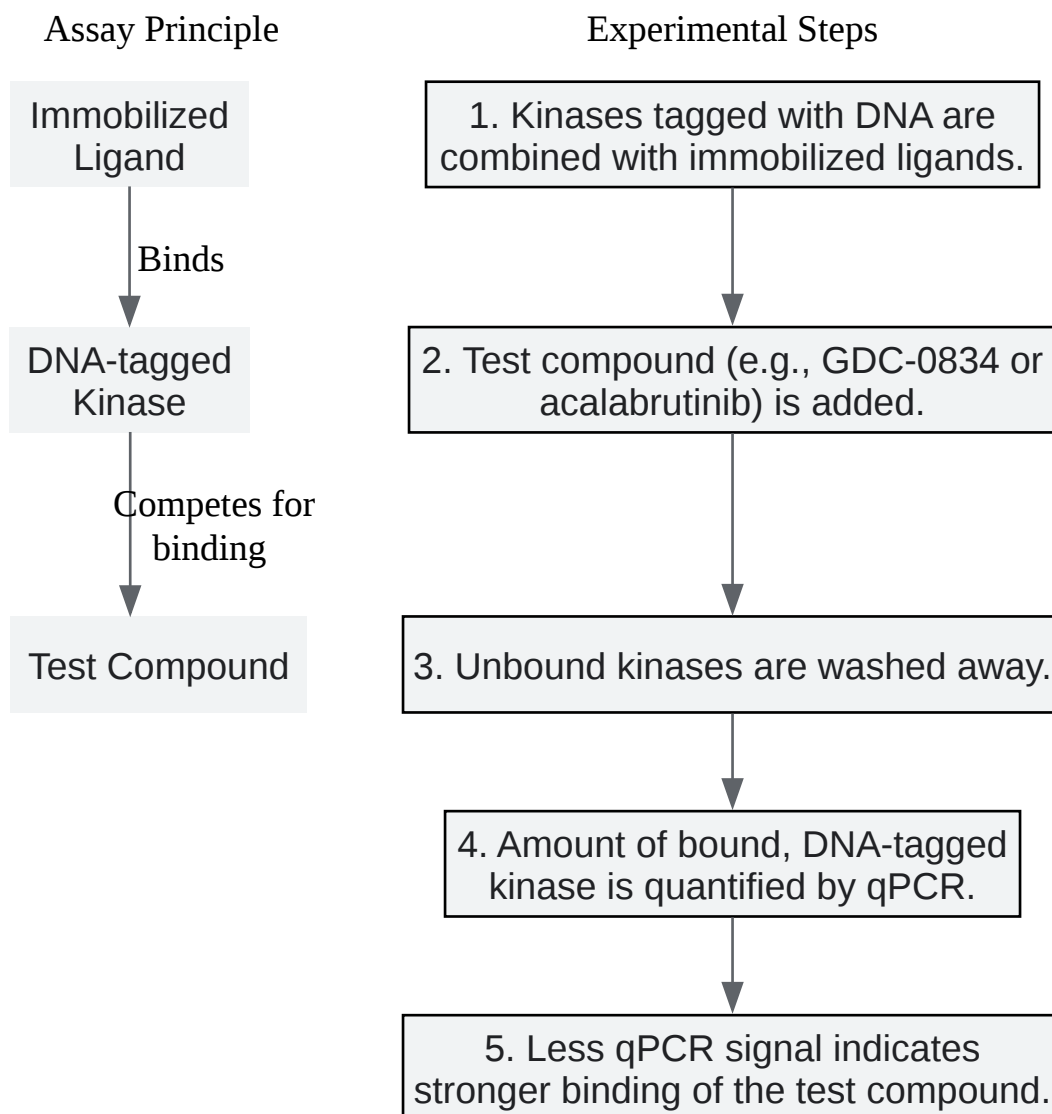 Assay Principle
Immobilized
Ligand
Binds
DNA-tagged
Kinase
Competes for
binding
Test Compound
Experimental Steps
1. Kinases tagged with DNA are
combined with immobilized ligands.
2. Test compound (e.g., GDC-0834 or
acalabrutinib) is added.
3. Unbound kinases are washed away.
4. Amount of bound, DNA-tagged
kinase is quantified by qPCR.
5. Less qPCR signal indicates
stronger binding of the test compound.